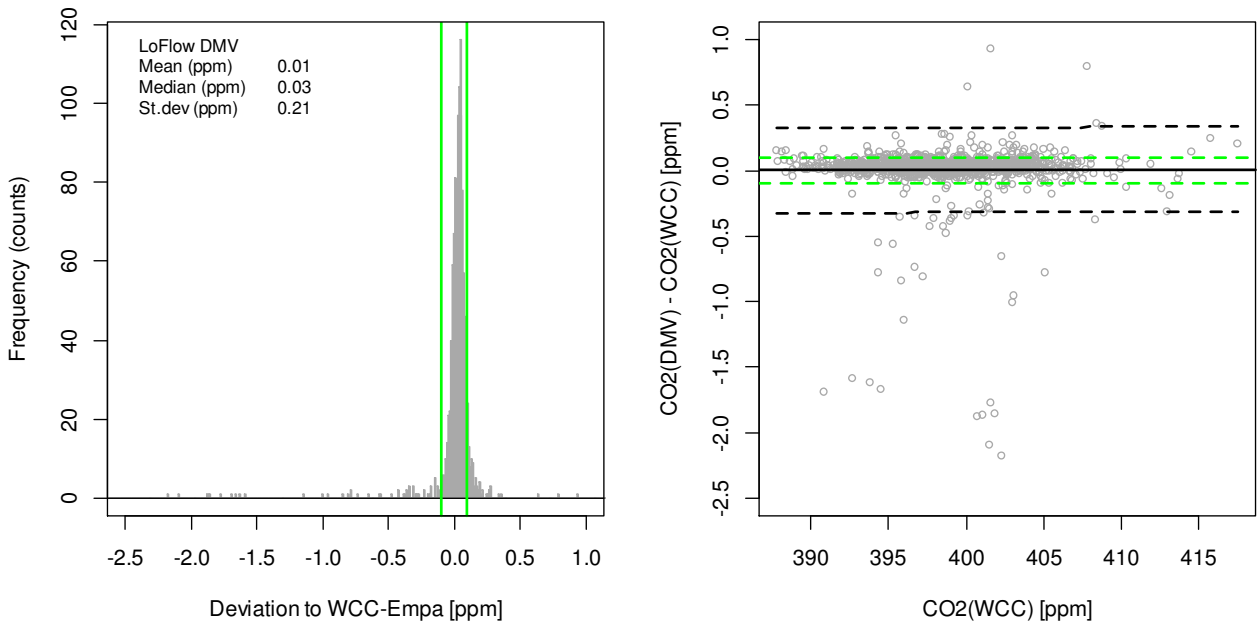 LoFlow DMV
Mean (ppm) 0.01
Median (ppm) 0.03
St.dev (ppm) 0.21
Frequency (counts)
120
100
80
60
40
20
0
-2.5 -2.0 -1.5 -1.0 -0.5 0.0 0.5 1.0
Deviation to WCC-Empa [ppm]
CO2(DMV) - CO2(WCC) [ppm]
1.0
0.5
0.0
-0.5
-1.0
-1.5
-2.0
-2.5
390 395 400 405 410 415
CO2(WCC) [ppm]